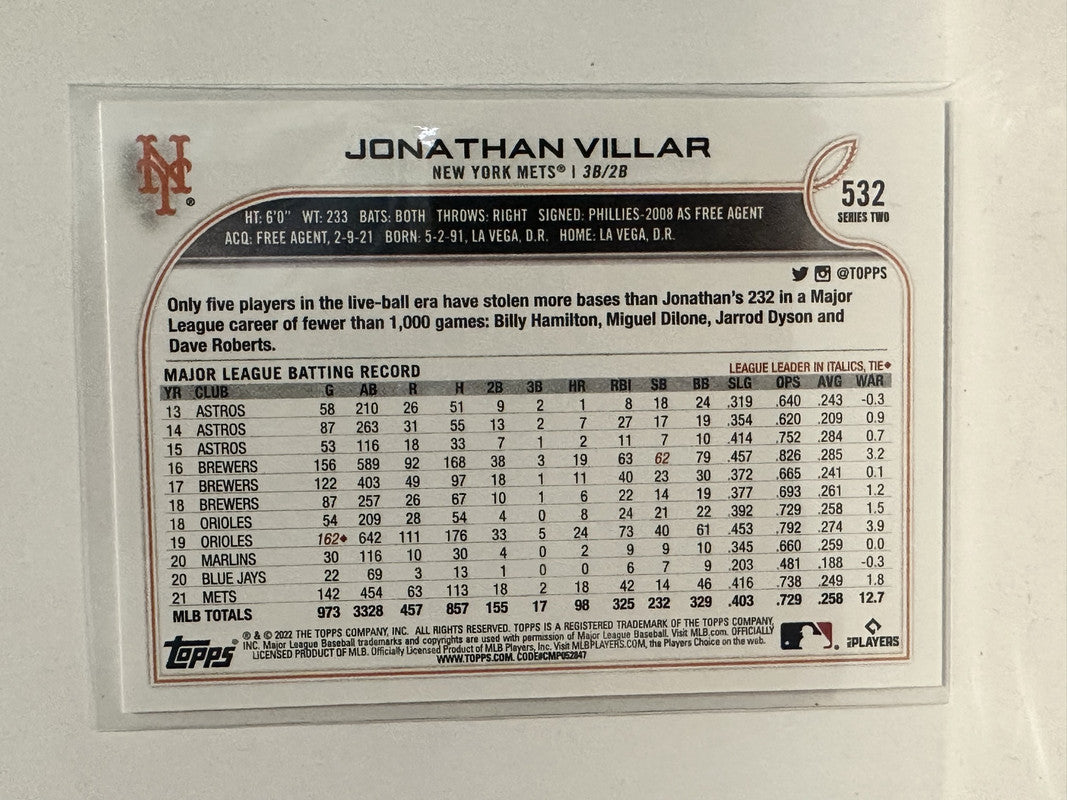 NY®
JONATHAN VILLAR
NEW YORK METS® | 3B/2B
532
SERIES TWO
HT: 6'0" WT: 233 BATS: BOTH THROWS: RIGHT SIGNED: PHILLIES-2008 AS FREE AGENT
ACQ: FREE AGENT, 2-9-21 BORN: 5-2-91, LA VEGA, D.R. HOME: LA VEGA, D.R.
@TOPPS
Only five players in the live-ball era have stolen more bases than Jonathan's 232 in a Major
League career of fewer than 1,000 games: Billy Hamilton, Miguel Dilone, Jarrod Dyson and
Dave Roberts.
MAJOR LEAGUE BATTING RECORD LEAGUE LEADER IN ITALICS, TIE◆
YR CLUB G AB R H 2B 3B HR RBI SB BB SLG OPS AVG WAR
13 ASTROS 58 210 26 51 9 2 1 8 18 24 .319 .640 .243 -0.3
14 ASTROS 87 263 31 55 13 2 7 27 17 19 .354 .620 .209 0.9
15 ASTROS 53 116 18 33 7 1 2 11 7 10 .414 .752 .284 0.7
16 BREWERS 156 589 92 168 38 3 19 63 62 79 .457 .826 .285 3.2
17 BREWERS 122 403 49 97 18 1 11 40 23 30 .372 .665 .241 0.1
18 BREWERS 87 257 26 67 10 1 6 22 14 19 .377 .693 .261 1.2
18 ORIOLES 54 209 28 54 4 0 8 24 21 22 .392 .729 .258 1.5
19 ORIOLES 162◆ 642 111 176 33 5 24 73 40 61 .453 .792 .274 3.9
20 MARLINS 30 116 10 30 4 0 2 9 9 10 .345 .660 .259 0.0
20 BLUE JAYS 22 69 3 13 1 0 0 6 7 9 .203 .481 .188 -0.3
21 METS 142 454 63 113 18 2 18 42 14 46 .416 .738 .249 1.8
MLB TOTALS 973 3328 457 857 155 17 98 325 232 329 .403 .729 .258 12.7
® & © 2022 THE TOPPS COMPANY, INC. ALL RIGHTS RESERVED. TOPPS IS A REGISTERED TRADEMARK OF THE TOPPS COMPANY,
INC. Major League Baseball trademarks and copyrights are used with permission of Major League Baseball. Visit MLB.com. OFFICIALLY
LICENSED PRODUCT OF MLB. Officially Licensed Product of MLB Players, Inc. Visit MLBPLAYERS.COM, the Players Choice on the web.
WWW.TOPPS.COM. CODE#CMP052847
Topps®
MLB PLAYERS